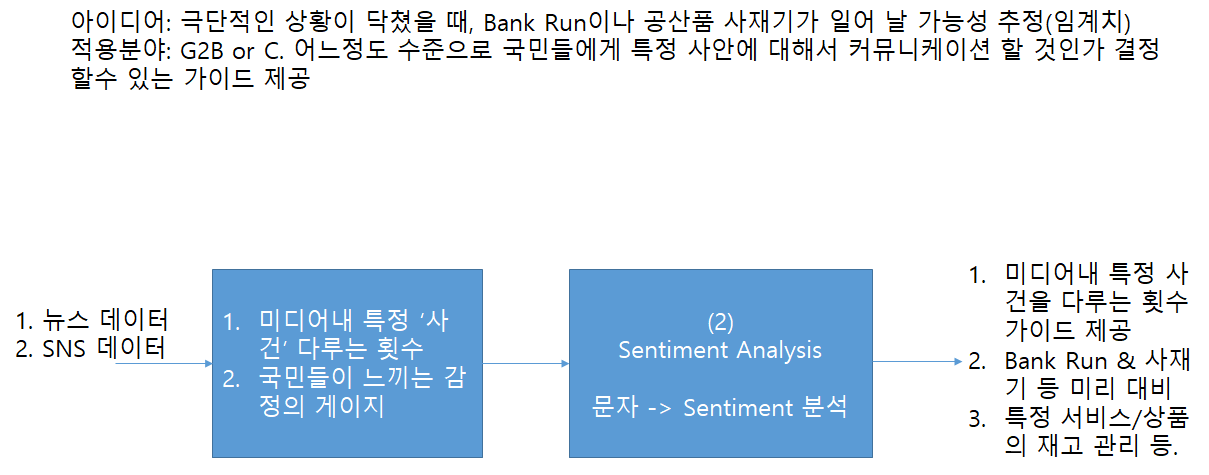 아이디어: 극단적인 상황이 닥쳤을 때, Bank Run이나 공산품 사재기가 일어 날 가능성 추정(임계치)
적용분야: G2B or C. 어느정도 수준으로 국민들에게 특정 사안에 대해서 커뮤니케이션 할 것인가 결정
할수 있는 가이드 제공
1. 뉴스 데이터
2. SNS 데이터
1. 미디어내 특정 ‘사
건’ 다루는 횟수
2. 국민들이 느끼는 감
정의 게이지
(2)
Sentiment Analysis
문자 -> Sentiment 분석
1. 미디어내 특정 사
건을 다루는 횟수
가이드 제공
2. Bank Run & 사재
기 등 미리 대비
3. 특정 서비스/상품
의 재고 관리 등.